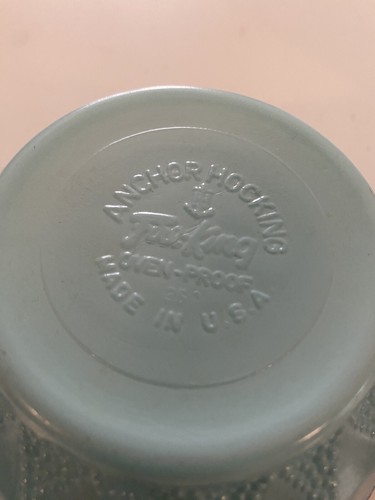 ANCHOR HOCKING
Fire-King
OVEN-PROOF
MADE IN U.S.A